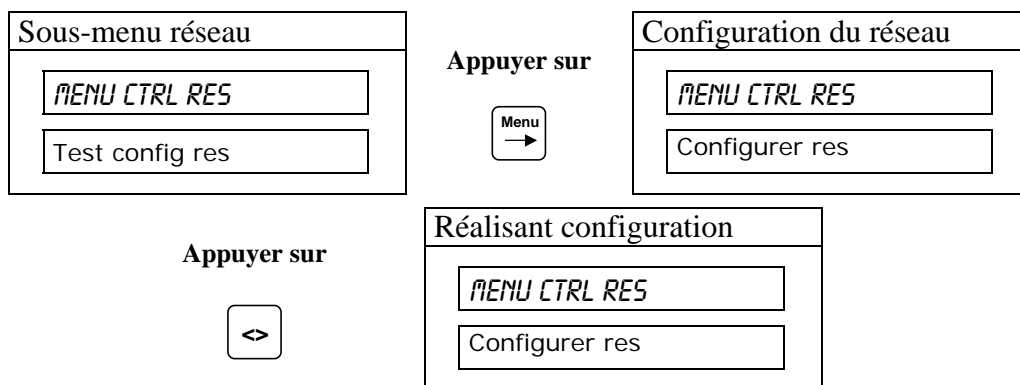 Sous-menu réseau
MENU CTRL RES
Test config res
Appuyer sur
Menu
Configuration du réseau
MENU CTRL RES
Configurer res
Appuyer sur
<>
Réalisant configuration
MENU CTRL RES
Configurer res